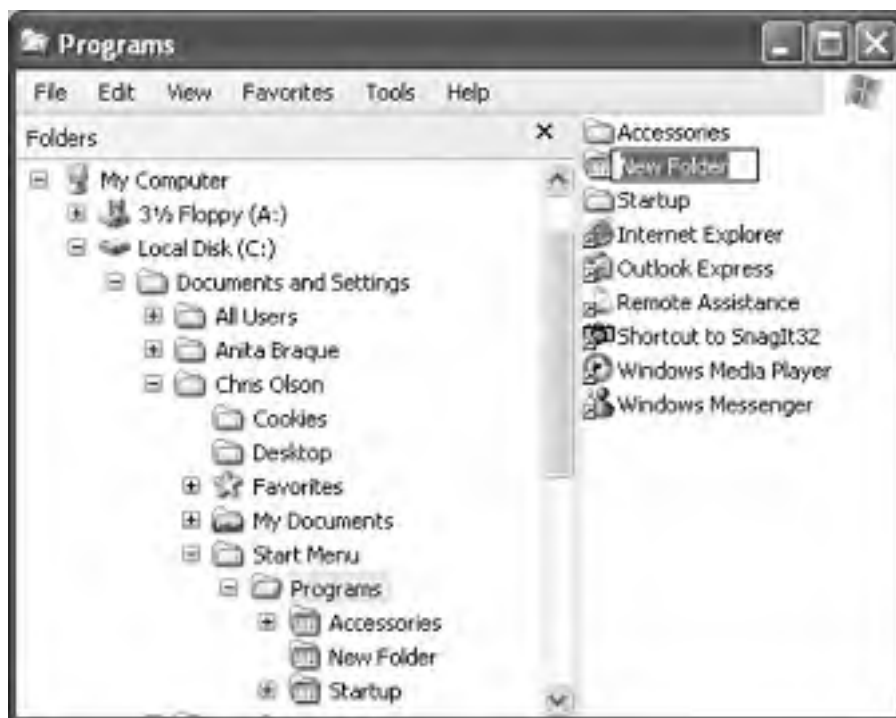 Programs
File Edit View Favorites Tools Help
Folders
My Computer
3½ Floppy (A:)
Local Disk (C:)
Documents and Settings
All Users
Anita Braque
Chris Olson
Cookies
Desktop
Favorites
My Documents
Start Menu
Programs
Accessories
New Folder
Startup
Accessories
New Folder
Startup
Internet Explorer
Outlook Express
Remote Assistance
Shortcut to SnagIt32
Windows Media Player
Windows Messenger